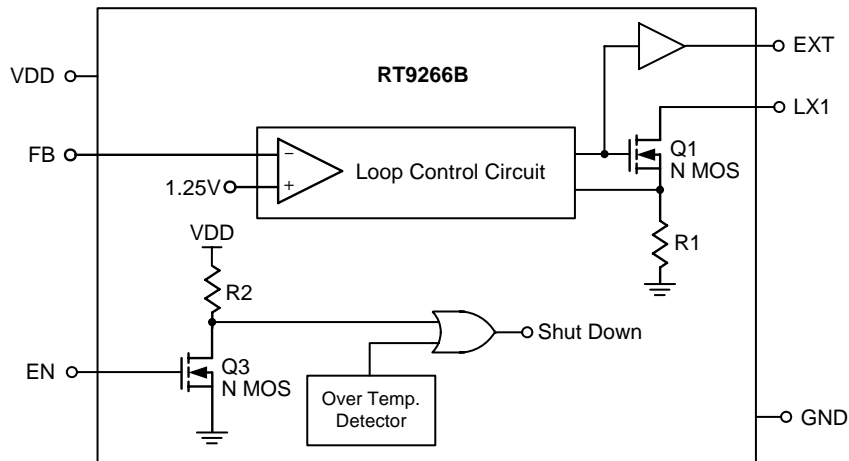 EXT
RT9266B
VDD
LX1
FB
Q1
N MOS
Loop Control Circuit
1.25V
VDD
R1
R2
Shut Down
EN
Q3
N MOS
Over Temp.
Detector
GND